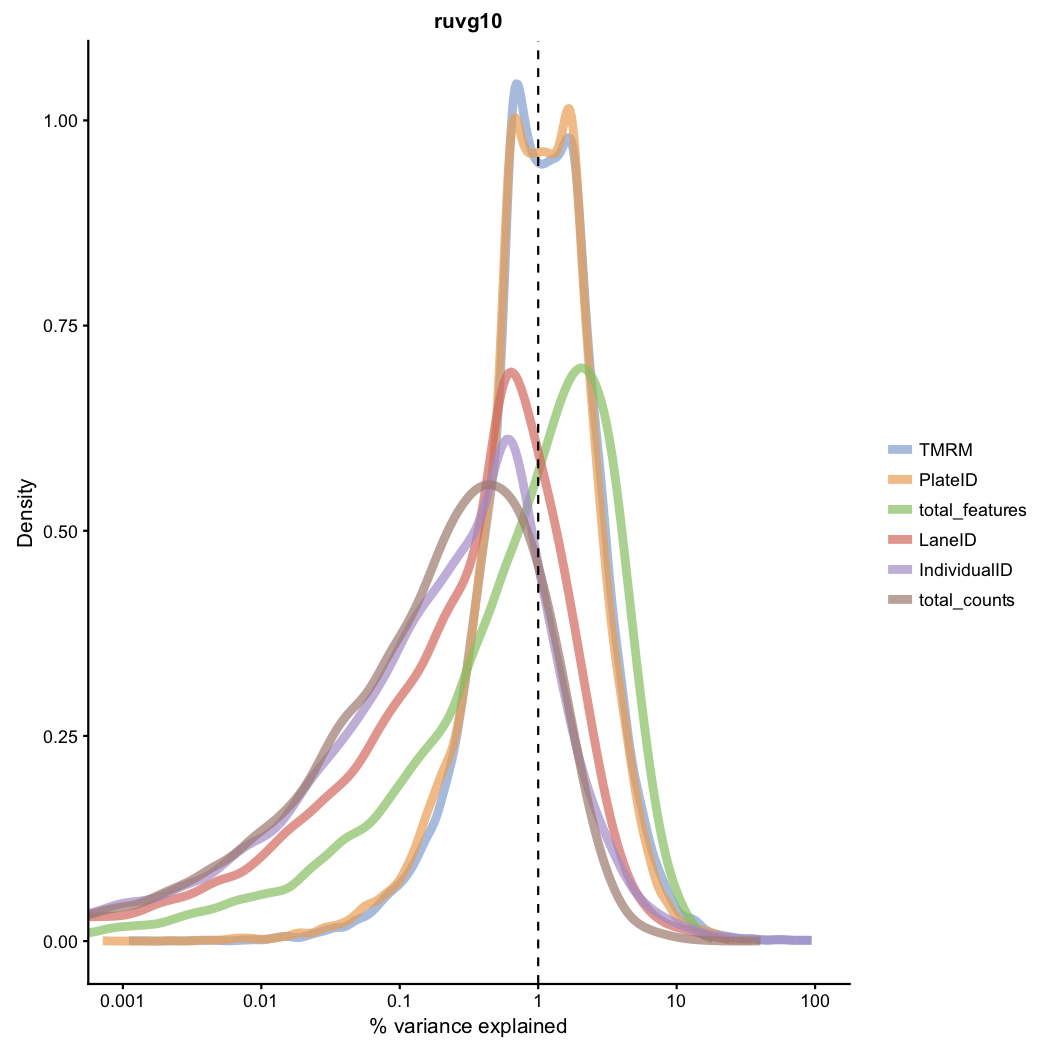 ruvg10
1.00
0.75
0.50
0.25
0.00
Density
0.001 0.01 0.1 1 10 100
% variance explained
TMRM
PlateID
total_features
LaneID
IndividualID
total_counts